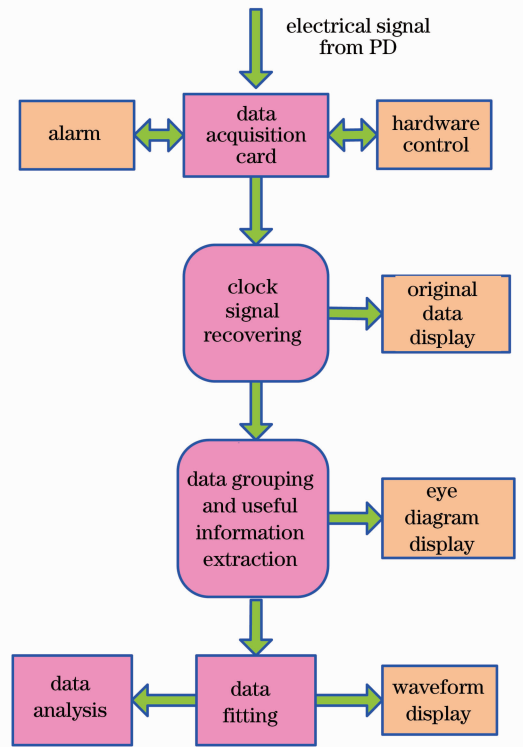 electrical signal
from PD
alarm
data
acquisition
card
hardware
control
clock
signal
recovering
original
data
display
data grouping
and useful
information
extraction
eye
diagram
display
data
analysis
data
fitting
waveform
display